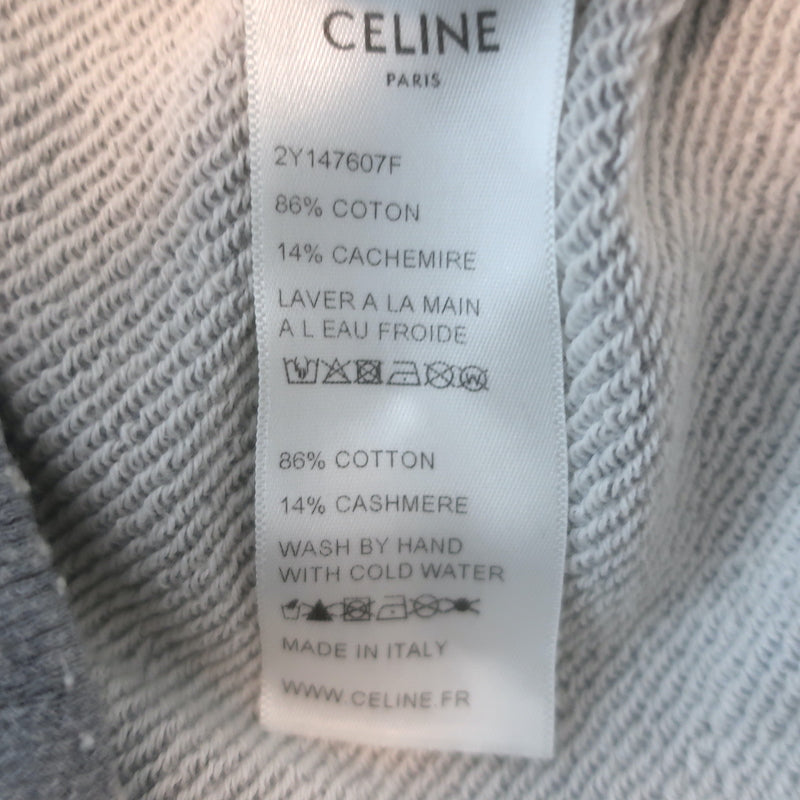 CELINE
PARIS
2Y147607F
86% COTON
14% CACHEMIRE
LAVER A LA MAIN
A L EAU FROIDE
86% COTTON
14% CASHMERE
WASH BY HAND
WITH COLD WATER
MADE IN ITALY
WWW.CELINE.FR